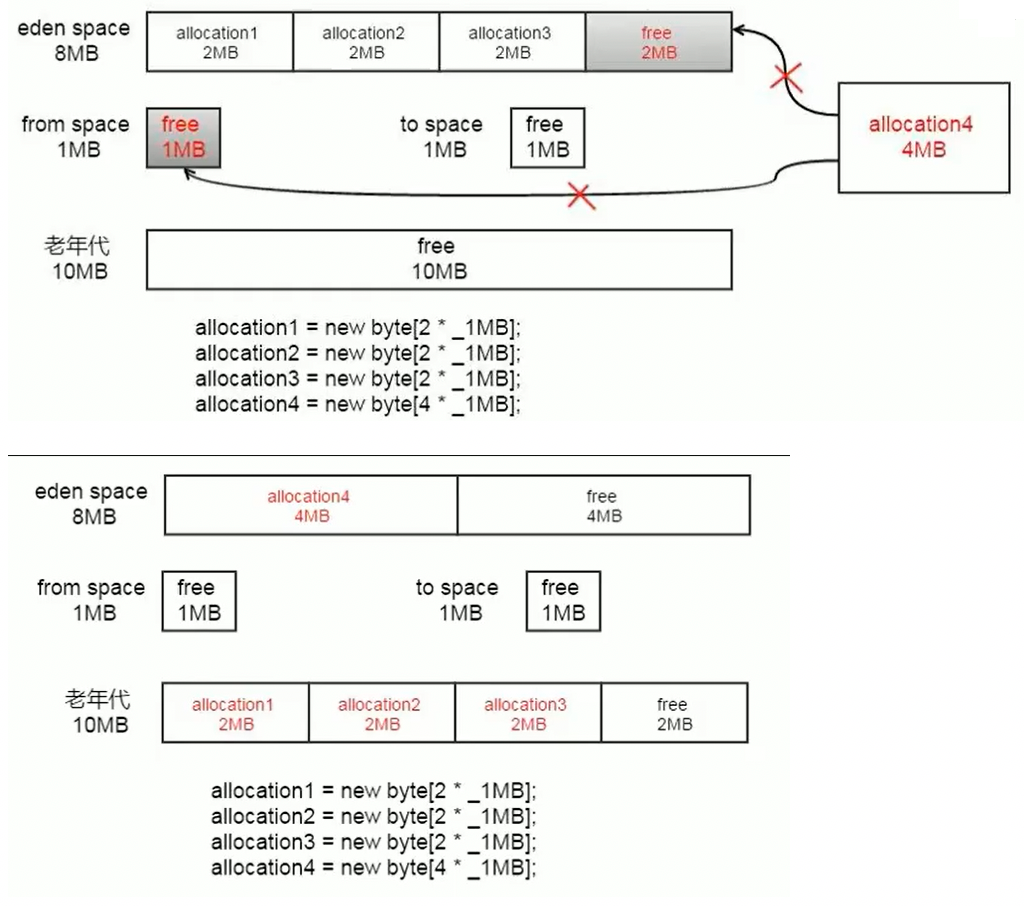 eden space
8MB
allocation1
2MB
allocation2
2MB
allocation3
2MB
free
2MB
allocation4
4MB
from space
1MB
free
1MB
to space
1MB
free
1MB
老年代
10MB
free
10MB
allocation1 = new byte[2 * _1MB];
allocation2 = new byte[2 * _1MB];
allocation3 = new byte[2 * _1MB];
allocation4 = new byte[4 * _1MB];
eden space
8MB
allocation4
4MB
free
4MB
from space
1MB
free
1MB
to space
1MB
free
1MB
老年代
10MB
allocation1
2MB
allocation2
2MB
allocation3
2MB
free
2MB
allocation1 = new byte[2 * _1MB];
allocation2 = new byte[2 * _1MB];
allocation3 = new byte[2 * _1MB];
allocation4 = new byte[4 * _1MB];